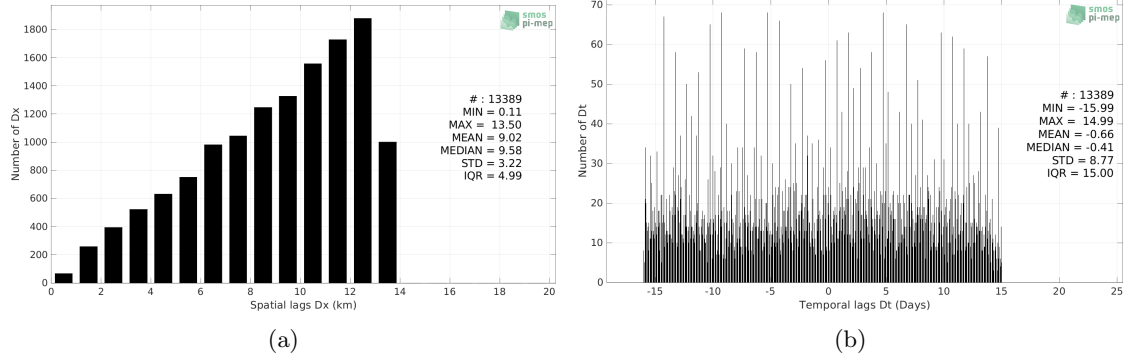 1800
1600
1400
1200
1000
800
600
400
200
0
Number of Dx
smos
pi-mep
# : 13389
MIN = 0.11
MAX = 13.50
MEAN = 9.02
MEDIAN = 9.58
STD = 3.22
IQR = 4.99
0 2 4 6 8 10 12 14 16 18 20
Spatial lags Dx (km)
(a)
70
60
50
40
30
20
10
0
Number of Dt
smos
pi-mep
# : 13389
MIN = -15.99
MAX = 14.99
MEAN = -0.66
MEDIAN = -0.41
STD = 8.77
IQR = 15.00
-15 -10 -5 0 5 10 15 20 25
Temporal lags Dt (Days)
(b)